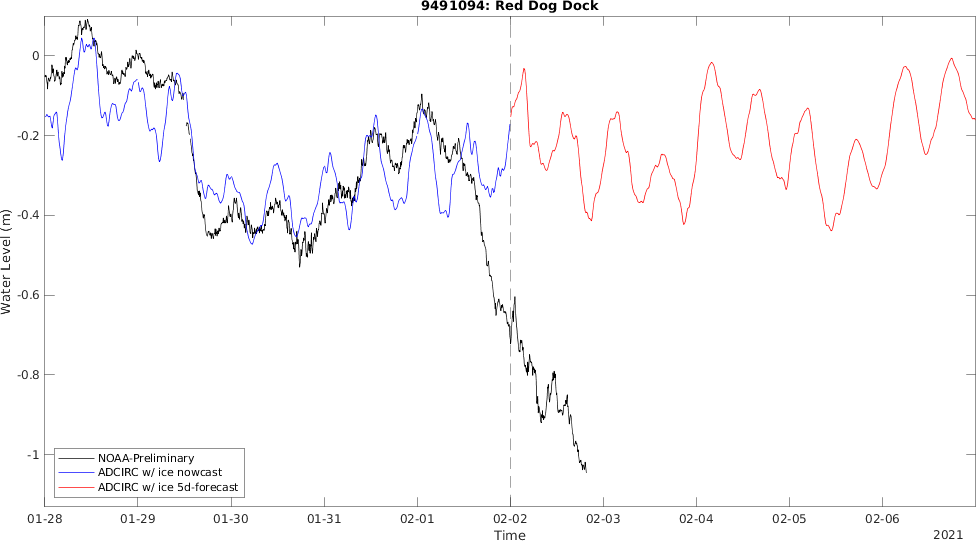 9491094: Red Dog Dock
0
-0.2
-0.4
-0.6
-0.8
-1
Water Level (m)
NOAA-Preliminary
ADCIRC w/ ice nowcast
ADCIRC w/ ice 5d-forecast
01-28 01-29 01-30 01-31 02-01 02-02 02-03 02-04 02-05 02-06
Time
2021